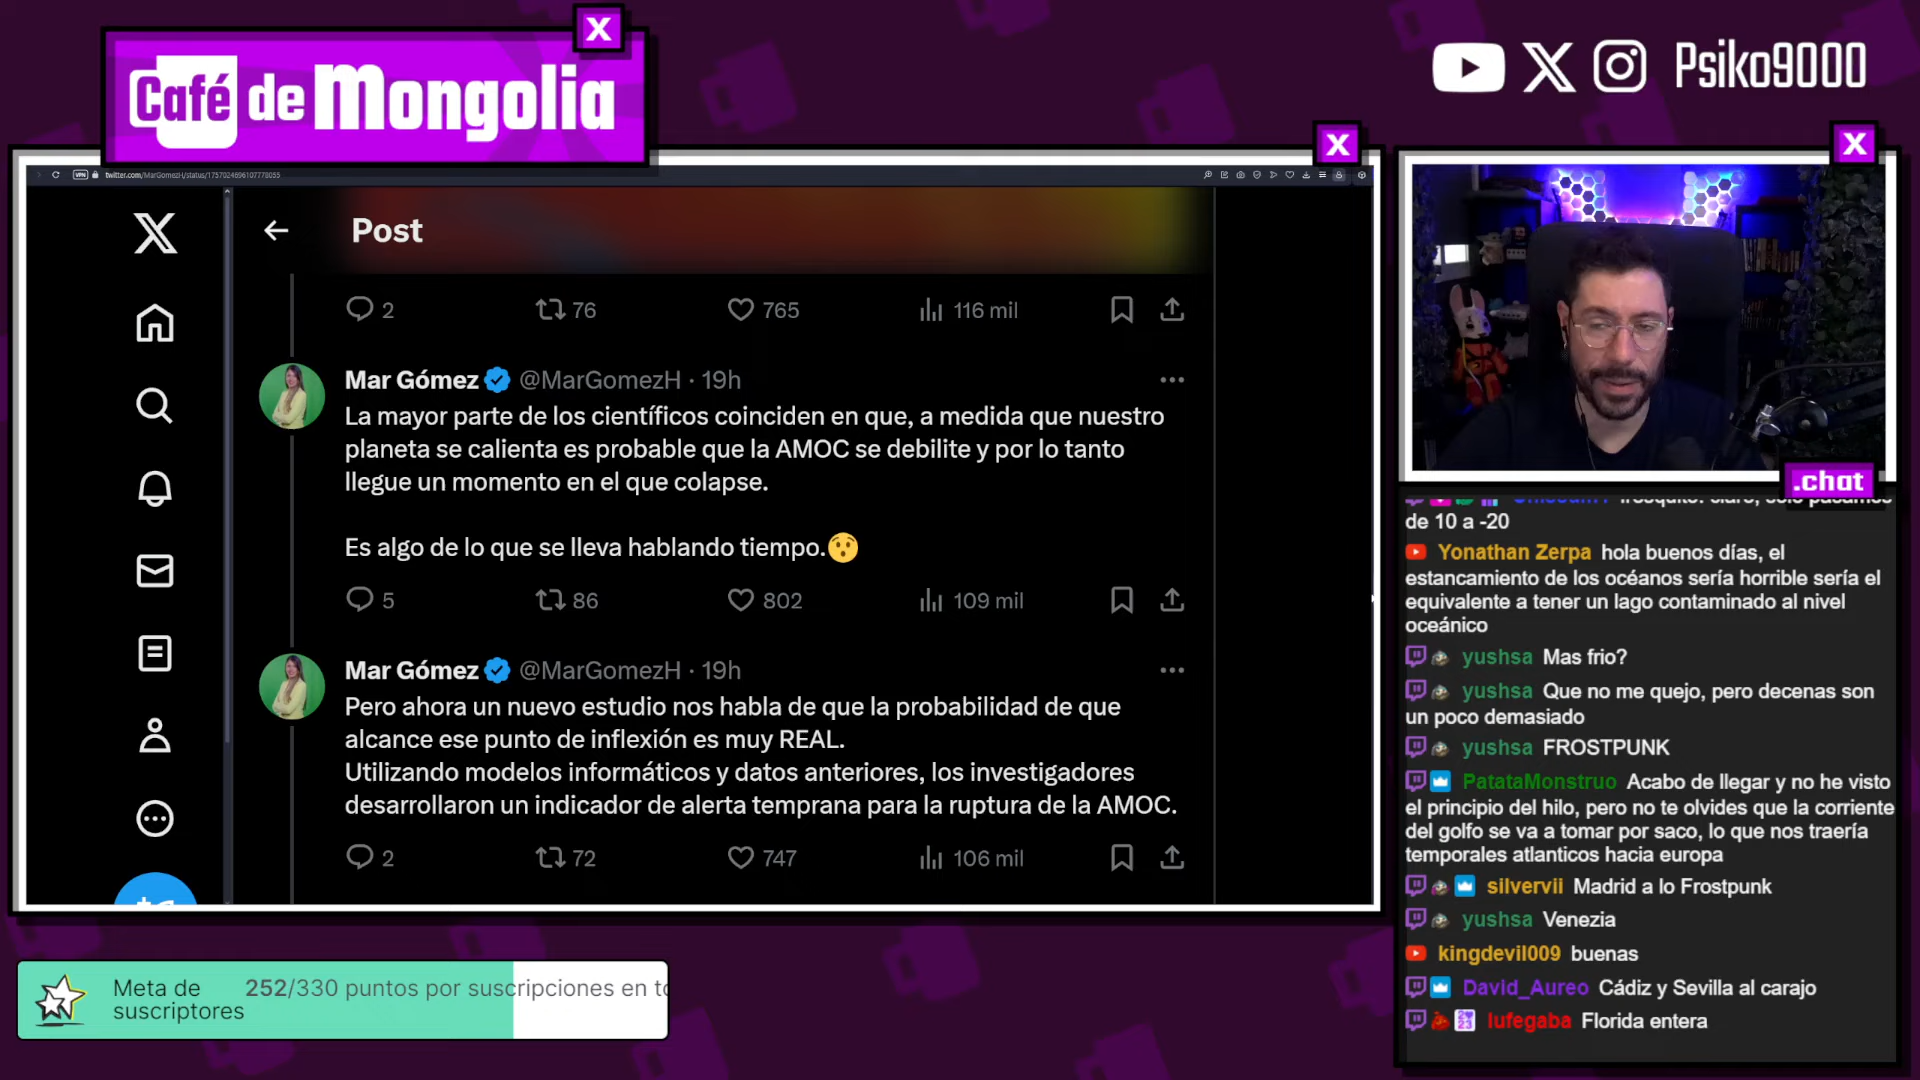 Café de Mongolia
Psiko9000
twitter.com/MarGomezH/status/1757024696107778055
VPN
Post
2 76 765 116 mil
Mar Gómez @MarGomezH · 19h
La mayor parte de los científicos coinciden en que, a medida que nuestro
planeta se calienta es probable que la AMOC se debilite y por lo tanto
llegue un momento en el que colapse.
Es algo de lo que se lleva hablando tiempo.😯
5 86 802 109 mil
Mar Gómez @MarGomezH · 19h
Pero ahora un nuevo estudio nos habla de que la probabilidad de que
alcance ese punto de inflexión es muy REAL.
Utilizando modelos informáticos y datos anteriores, los investigadores
desarrollaron un indicador de alerta temprana para la ruptura de la AMOC.
2 72 747 106 mil
Meta de
suscriptores
252/330 puntos por suscripciones en to
.chat
de 10 a -20
Yonathan Zerpa hola buenos días, el
estancamiento de los océanos sería horrible sería el
equivalente a tener un lago contaminado al nivel
oceánico
yushsa Mas frio?
yushsa Que no me quejo, pero decenas son
un poco demasiado
yushsa FROSTPUNK
PatataMonstruo Acabo de llegar y no he visto
el principio del hilo, pero no te olvides que la corriente
del golfo se va a tomar por saco, lo que nos traería
temporales atlanticos hacia europa
silvervii Madrid a lo Frostpunk
yushsa Venezia
kingdevil009 buenas
David_Aureo Cádiz y Sevilla al carajo
lufegaba Florida entera